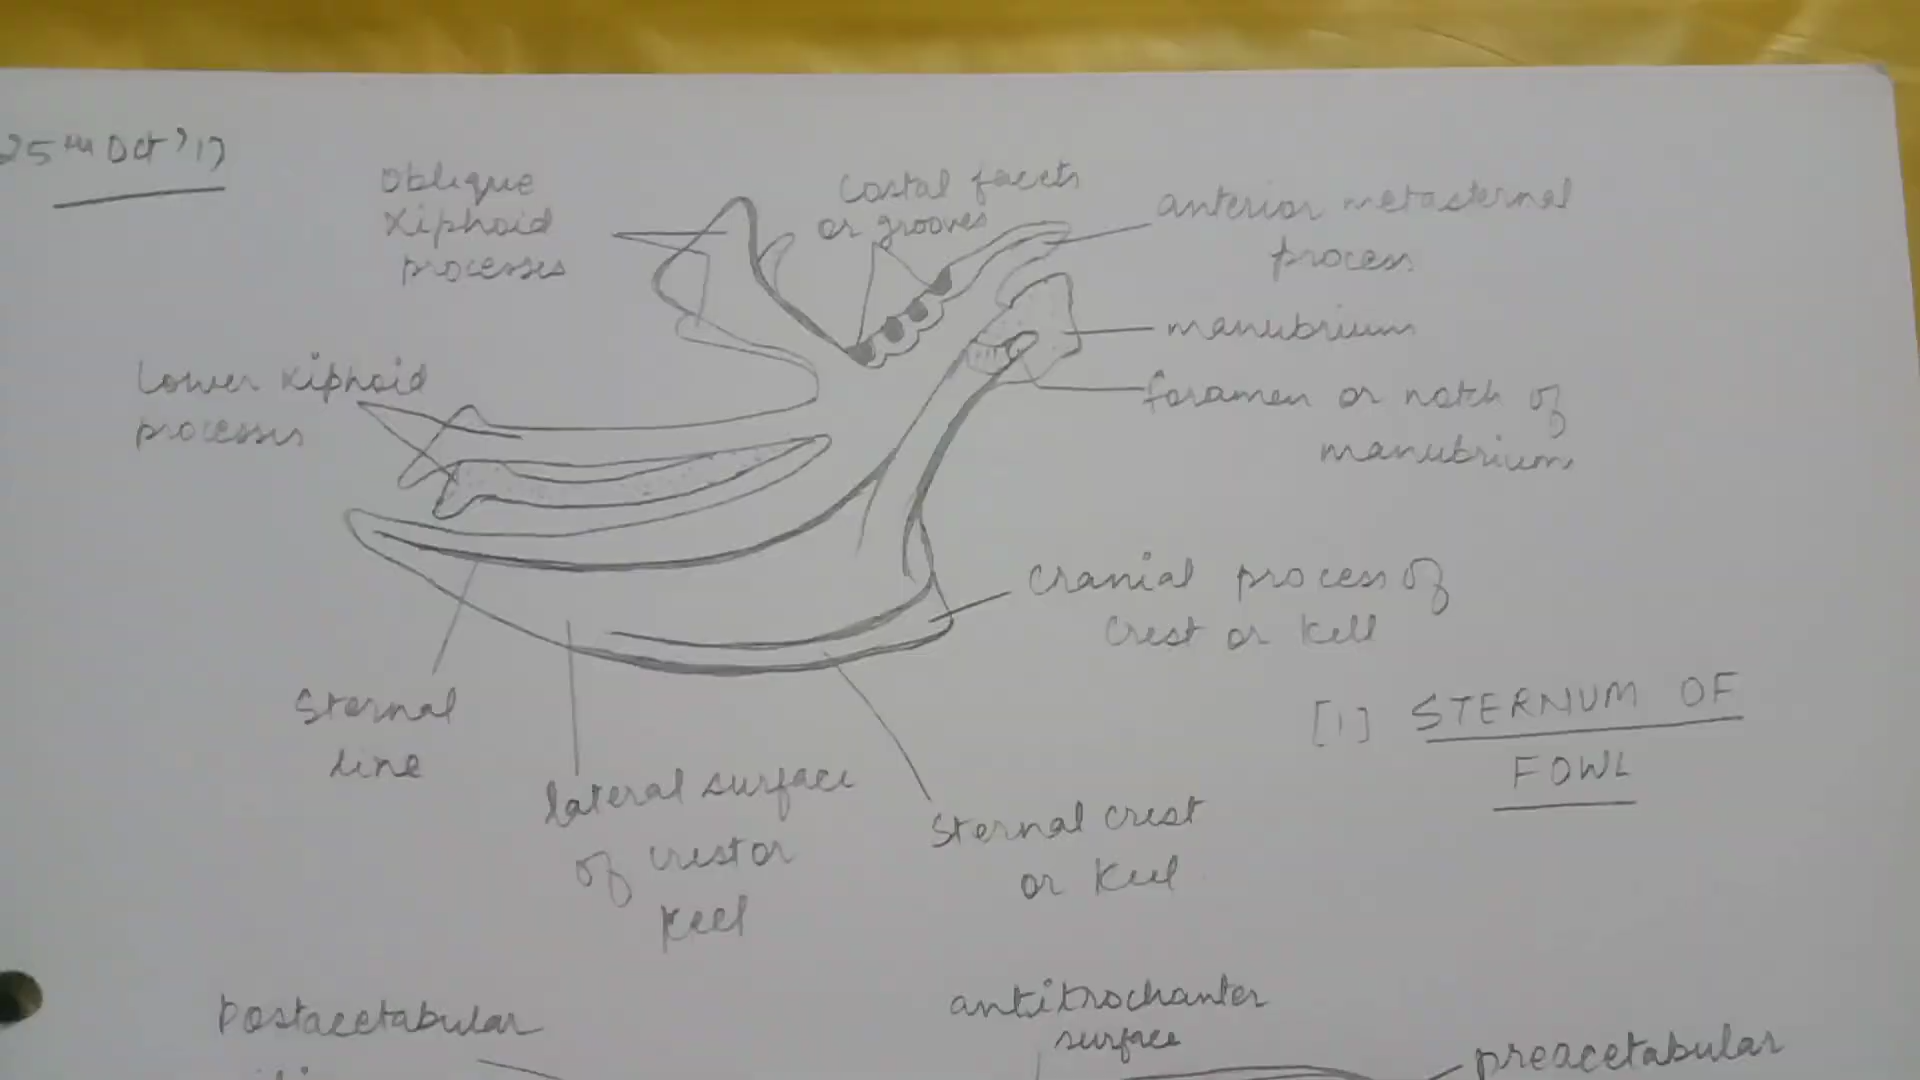 25th Oct '17
Oblique
Xiphoid
processes
Costal facets
or grooves
anterior metasternal
process
manubrium
foramen or notch of
manubrium
Lower Xiphoid
processes
cranial process of
Crest or Kell
Sternal
line
lateral surface
of crest or
Keel
Sternal crest
or Keel
[1] STERNUM OF
FOWL
Postacetabular
antitrochanter
surface
preacetabular